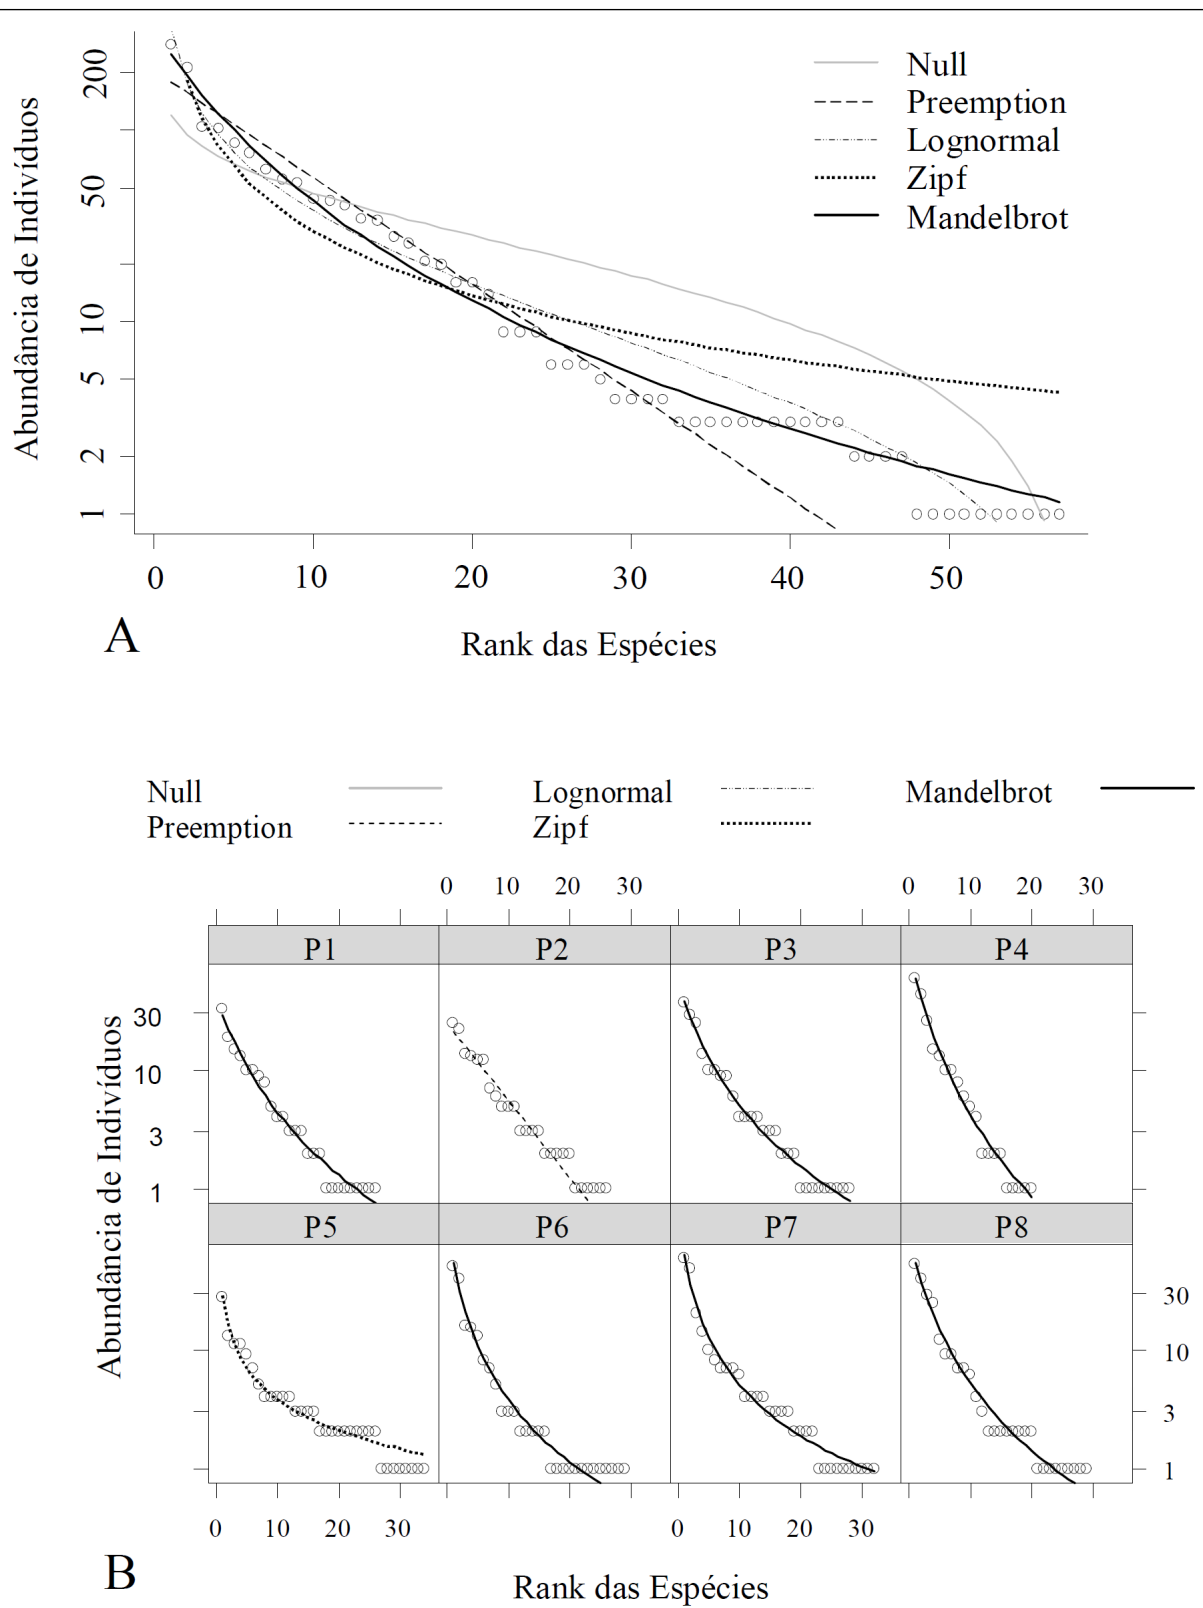 Abundância de Indivíduos
200
50
10
5
2
1
Null
Preemption
Lognormal
Zipf
Mandelbrot
0 10 20 30 40 50
A
Rank das Espécies
Null Lognormal Mandelbrot
Preemption Zipf
0 10 20 30 0 10 20 30
P1 P2 P3 P4
Abundância de Indivíduos
30
10
3
1
P5 P6 P7 P8
30
10
3
1
0 10 20 30 0 10 20 30
B
Rank das Espécies